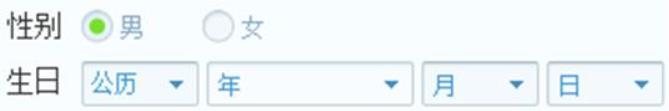 性别 男 女
生日 公历 年 月 日